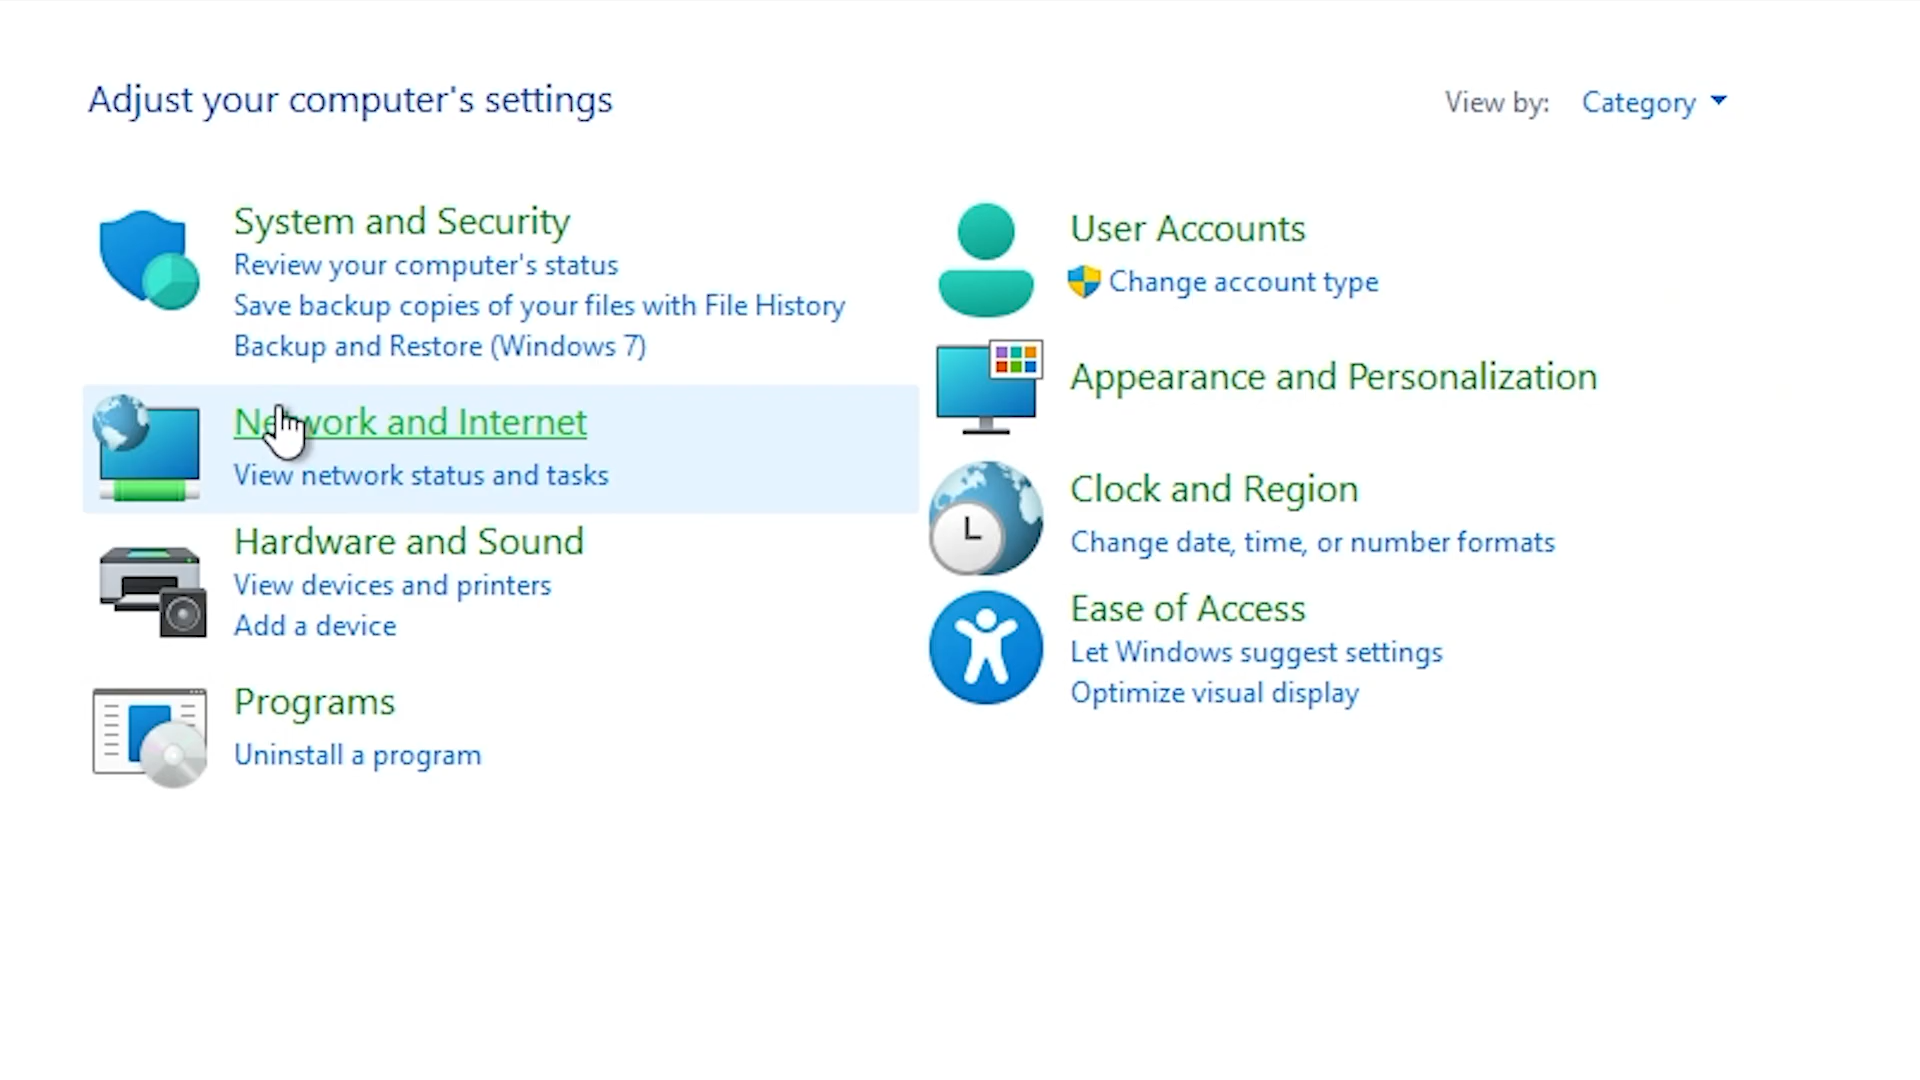 Adjust your computer's settings
View by: Category
System and Security
Review your computer's status
Save backup copies of your files with File History
Backup and Restore (Windows 7)
Network and Internet
View network status and tasks
Hardware and Sound
View devices and printers
Add a device
Programs
Uninstall a program
User Accounts
Change account type
Appearance and Personalization
Clock and Region
Change date, time, or number formats
Ease of Access
Let Windows suggest settings
Optimize visual display